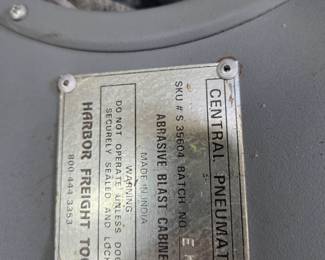 CENTRAL PNEUMAT
SKU # S 35604 BATCH NO. E
ABRASIVE BLAST CABINE
MADE IN INDIA
WARNING
DO NOT OPERATE UNLESS DOO
SECURELY SEALED AND LOCK
HARBOR FREIGHT TO
800-444 3353